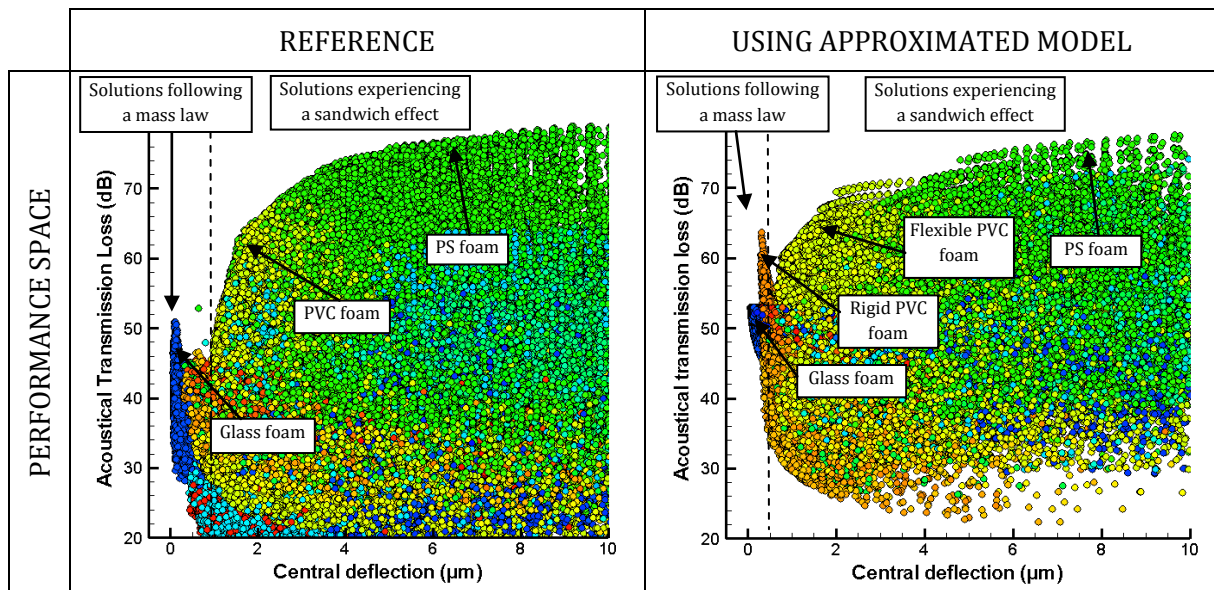 REFERENCE
USING APPROXIMATED MODEL
PERFORMANCE SPACE
Solutions following
a mass law
Solutions experiencing
a sandwich effect
Acoustical Transmission Loss (dB)
70
60
50
40
30
20
PS foam
PVC foam
Glass foam
0
2
4
6
8
10
Central deflection (µm)
Solutions following
a mass law
Solutions experiencing
a sandwich effect
Acoustical transmission loss (dB)
70
60
50
40
30
20
Flexible PVC
foam
PS foam
Rigid PVC
foam
Glass foam
0
2
4
6
8
10
Central deflection (µm)